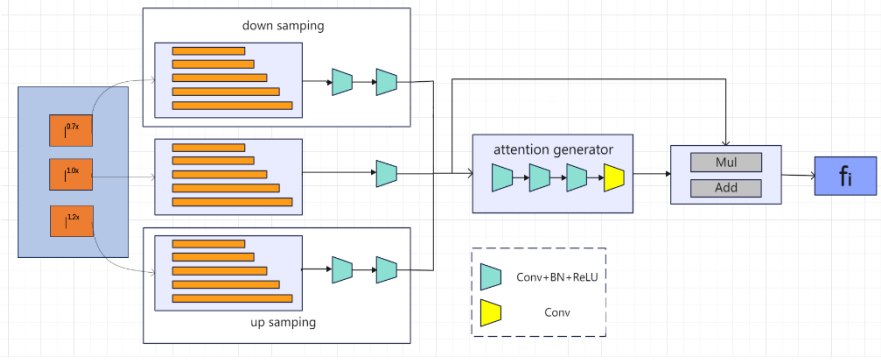 down samping
I0.7x
I1.0x
I1.2x
attention generator
Mul
Add
fi
up samping
Conv+BN+ReLU
Conv